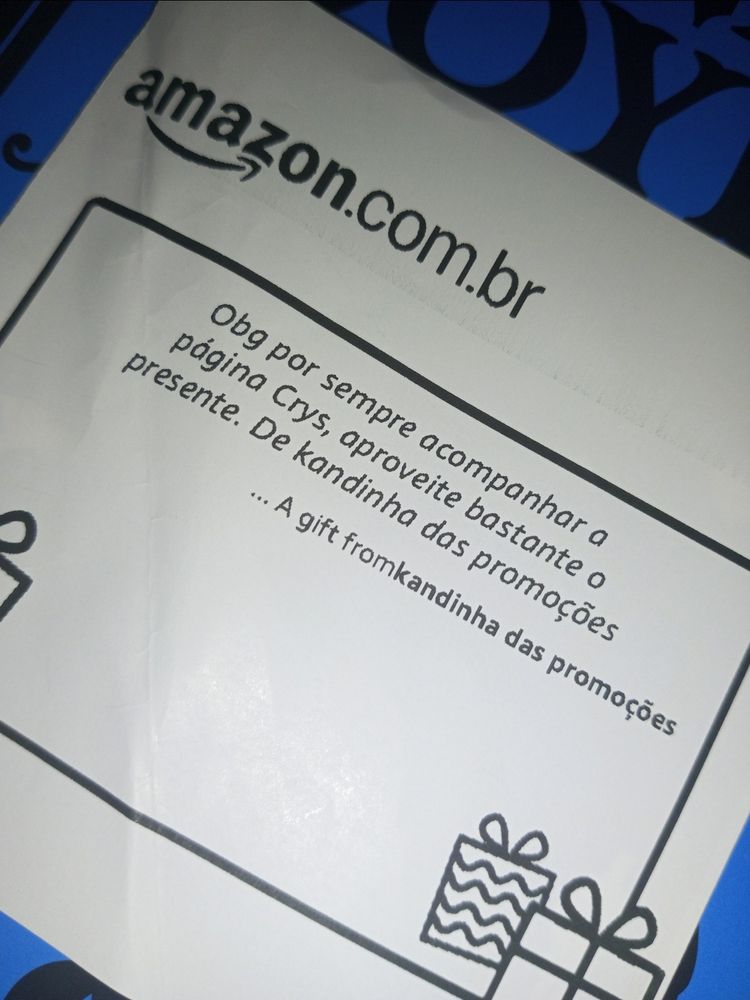 OY
amazon.com.br
Obg por sempre acompanhar a
página Crys, aproveite bastante o
presente. De kandinha das promoções
... A gift fromkandinha das promoções